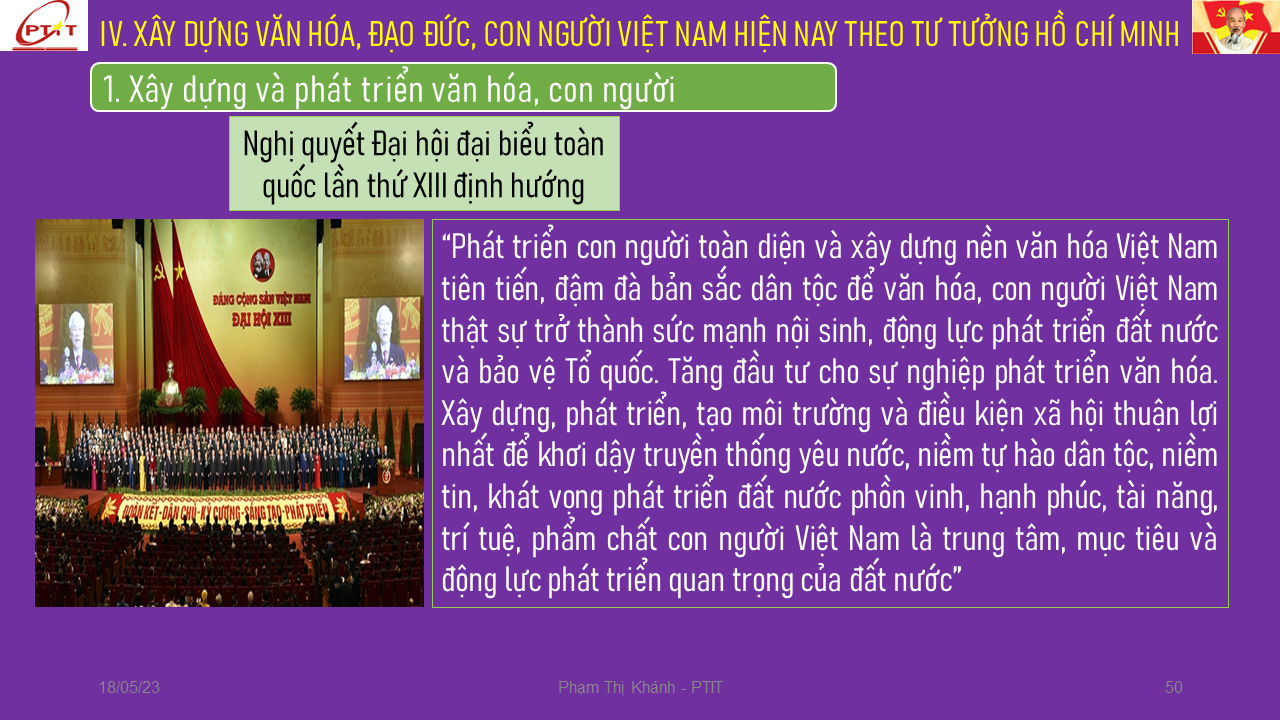 PTIT
IV. XÂY DỰNG VĂN HÓA, ĐẠO ĐỨC, CON NGƯỜI VIỆT NAM HIỆN NAY THEO TƯ TƯỞNG HỒ CHÍ MINH
1. Xây dựng và phát triển văn hóa, con người
Nghị quyết Đại hội đại biểu toàn
quốc lần thứ XIII định hướng
ĐẢNG CỘNG SẢN VIỆT NAM
ĐẠI HỘI XIII
ĐOÀN KẾT-DÂN CHỦ-KỶ CƯƠNG-SÁNG TẠO-PHÁT TRIỂN
“Phát triển con người toàn diện và xây dựng nền văn hóa Việt Nam
tiên tiến, đậm đà bản sắc dân tộc để văn hóa, con người Việt Nam
thật sự trở thành sức mạnh nội sinh, động lực phát triển đất nước
và bảo vệ Tổ quốc. Tăng đầu tư cho sự nghiệp phát triển văn hóa.
Xây dựng, phát triển, tạo môi trường và điều kiện xã hội thuận lợi
nhất để khơi dậy truyền thống yêu nước, niềm tự hào dân tộc, niềm
tin, khát vọng phát triển đất nước phồn vinh, hạnh phúc, tài năng,
trí tuệ, phẩm chất con người Việt Nam là trung tâm, mục tiêu và
động lực phát triển quan trọng của đất nước”
18/05/23
Phạm Thị Khánh - PTIT
50